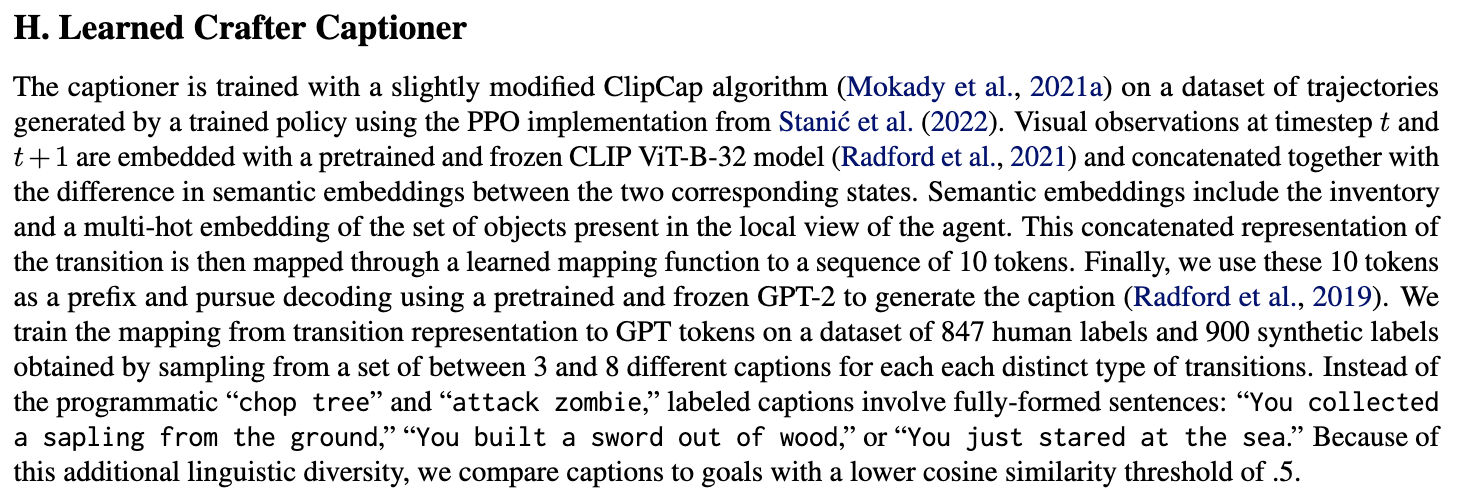 H. Learned Crafter Captioner
The captioner is trained with a slightly modified ClipCap algorithm (Mokady et al., 2021a) on a dataset of trajectories
generated by a trained policy using the PPO implementation from Stanić et al. (2022). Visual observations at timestep t and
t + 1 are embedded with a pretrained and frozen CLIP ViT-B-32 model (Radford et al., 2021) and concatenated together with
the difference in semantic embeddings between the two corresponding states. Semantic embeddings include the inventory
and a multi-hot embedding of the set of objects present in the local view of the agent. This concatenated representation of
the transition is then mapped through a learned mapping function to a sequence of 10 tokens. Finally, we use these 10 tokens
as a prefix and pursue decoding using a pretrained and frozen GPT-2 to generate the caption (Radford et al., 2019). We
train the mapping from transition representation to GPT tokens on a dataset of 847 human labels and 900 synthetic labels
obtained by sampling from a set of between 3 and 8 different captions for each each distinct type of transitions. Instead of
the programmatic “chop tree” and “attack zombie,” labeled captions involve fully-formed sentences: “You collected
a sapling from the ground,” “You built a sword out of wood,” or “You just stared at the sea.” Because of
this additional linguistic diversity, we compare captions to goals with a lower cosine similarity threshold of .5.